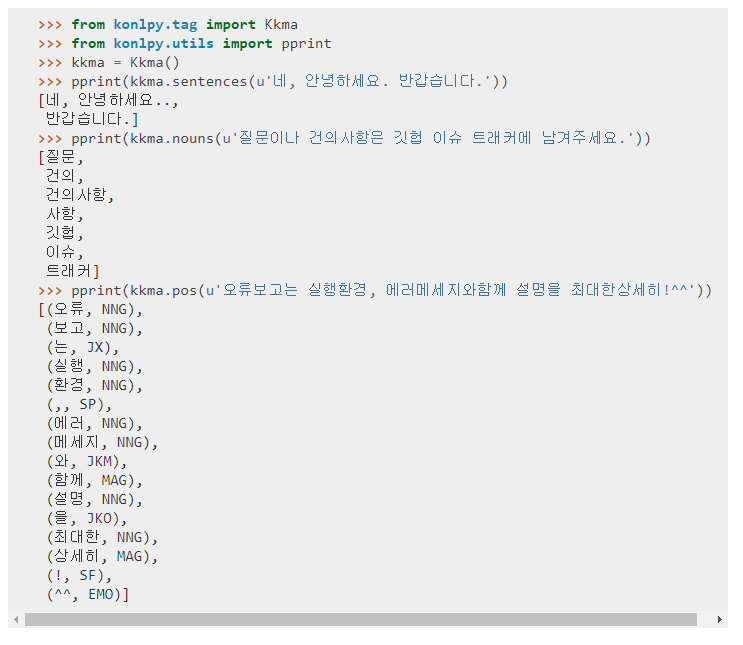 >>> from konlpy.tag import Kkma
>>> from konlpy.utils import pprint
>>> kkma = Kkma()
>>> pprint(kkma.sentences(u'네, 안녕하세요. 반갑습니다.'))
[네, 안녕하세요..,
 반갑습니다.]
>>> pprint(kkma.nouns(u'질문이나 건의사항은 깃헙 이슈 트래커에 남겨주세요.'))
[질문,
 건의,
 건의사항,
 사항,
 깃헙,
 이슈,
 트래커]
>>> pprint(kkma.pos(u'오류보고는 실행환경, 에러메세지와함께 설명을 최대한상세히!^^'))
[(오류, NNG),
 (보고, NNG),
 (는, JX),
 (실행, NNG),
 (환경, NNG),
 (,, SP),
 (에러, NNG),
 (메세지, NNG),
 (와, JKM),
 (함께, MAG),
 (설명, NNG),
 (을, JKO),
 (최대한, NNG),
 (상세히, MAG),
 (!, SF),
 (^^, EMO)]